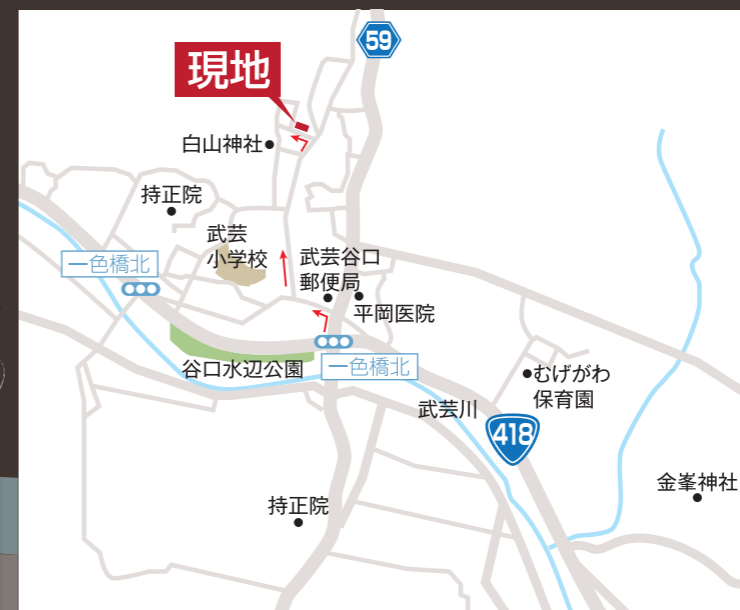 59
現地
白山神社
持正院
武芸
小学校
武芸谷口
郵便局
一色橋北
平岡医院
谷口水辺公園
一色橋北
むげがわ
保育園
武芸川
418
金峯神社
持正院